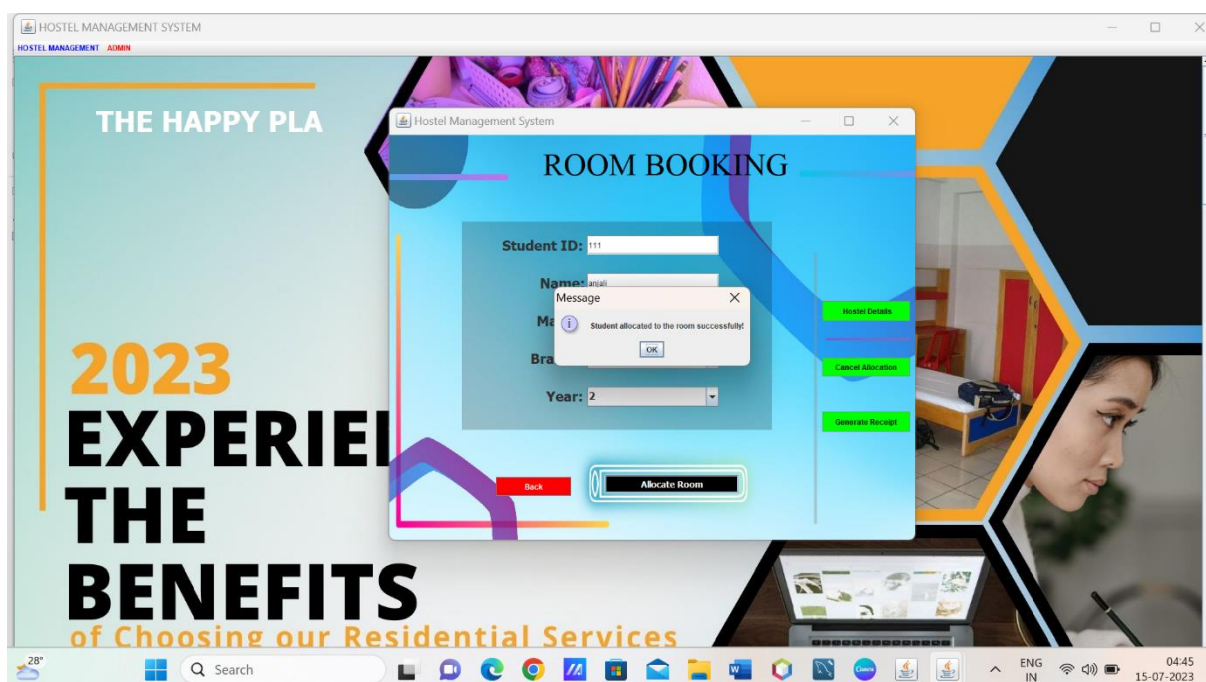 HOSTEL MANAGEMENT SYSTEM
HOSTEL MANAGEMENT ADMIN
THE HAPPY PLA
Hostel Management System
ROOM BOOKING
Student ID: 111
Name: anjali
Message
Ma
Student allocated to the room successfully!
OK
Bra
Year: 2
Hostel Details
Cancel Allocation
Generate Receipt
Back
Allocate Room
2023
EXPERIE
THE
BENEFITS
of Choosing our Residential Services
28°
Search
ENG
IN
04:45
15-07-2023